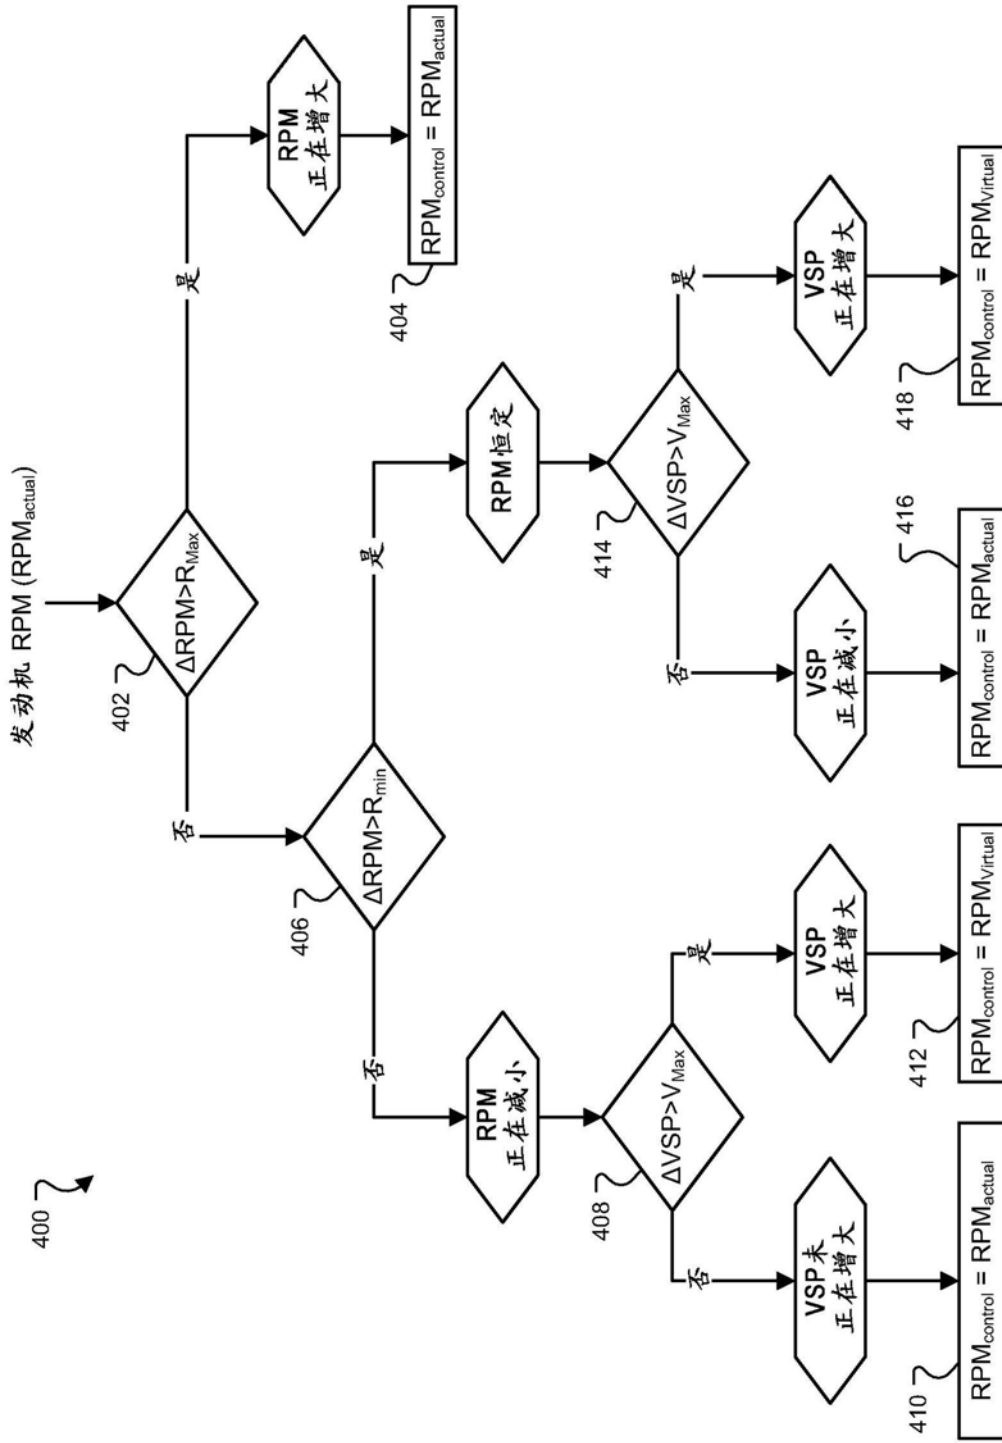 400
发动机 RPM (RPMactual)
402
ΔRPM>RMax
否
是
RPM
正在增大
404
RPMcontrol = RPMactual
406
ΔRPM>Rmin
否
是
RPM
正在减小
RPM恒定
408
ΔVSP>VMax
414
ΔVSP>VMax
否
是
否
是
VSP未
正在增大
VSP
正在增大
VSP
正在减小
VSP
正在增大
410
RPMcontrol = RPMactual
412
RPMcontrol = RPMVirtual
416
RPMcontrol = RPMactual
418
RPMcontrol = RPMVirtual